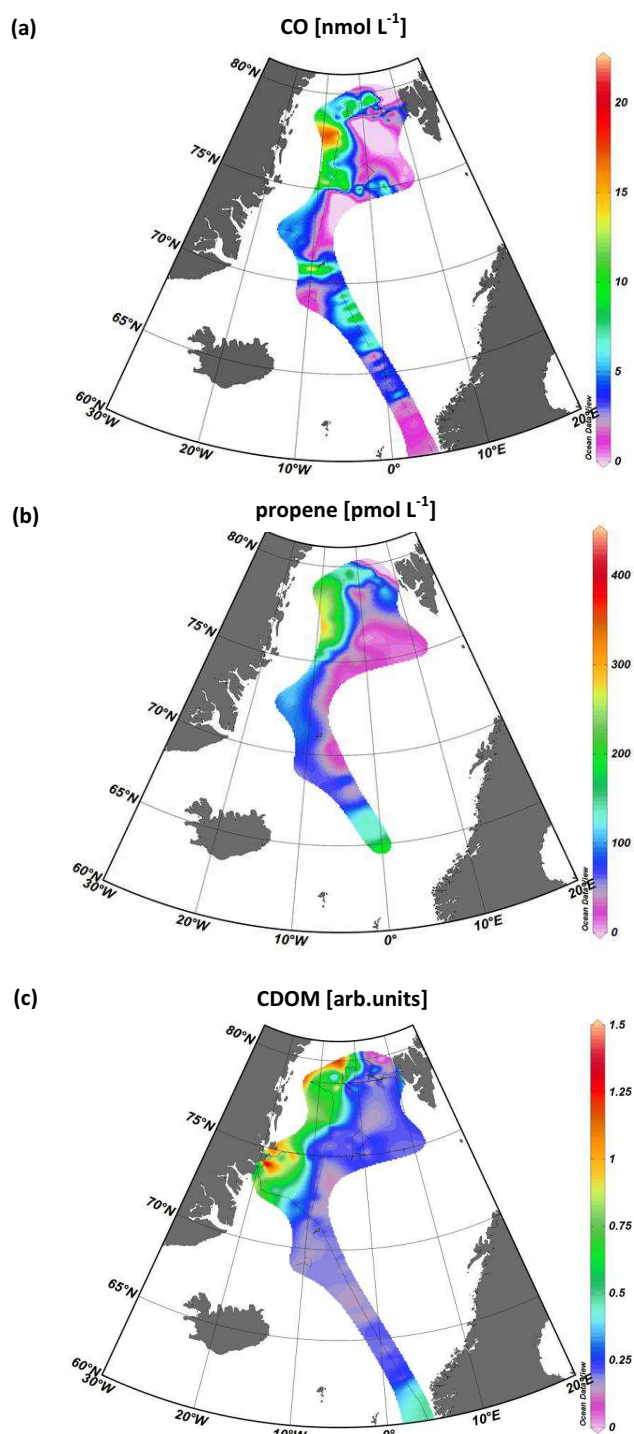 (a)
CO [nmol L⁻¹]
80°N
75°N
70°N
65°N
60°N
30°W
20°W
10°W
0°
10°E
20°E
Ocean Data View
20
15
10
5
0
(b)
propene [pmol L⁻¹]
80°N
75°N
70°N
65°N
60°N
30°W
20°W
10°W
0°
10°E
20°E
Ocean Data View
400
300
200
100
0
(c)
CDOM [arb.units]
80°N
75°N
70°N
65°N
60°N
30°W
20°W
10°W
0°
10°E
20°E
Ocean Data View
1.5
1.25
1
0.75
0.5
0.25
0